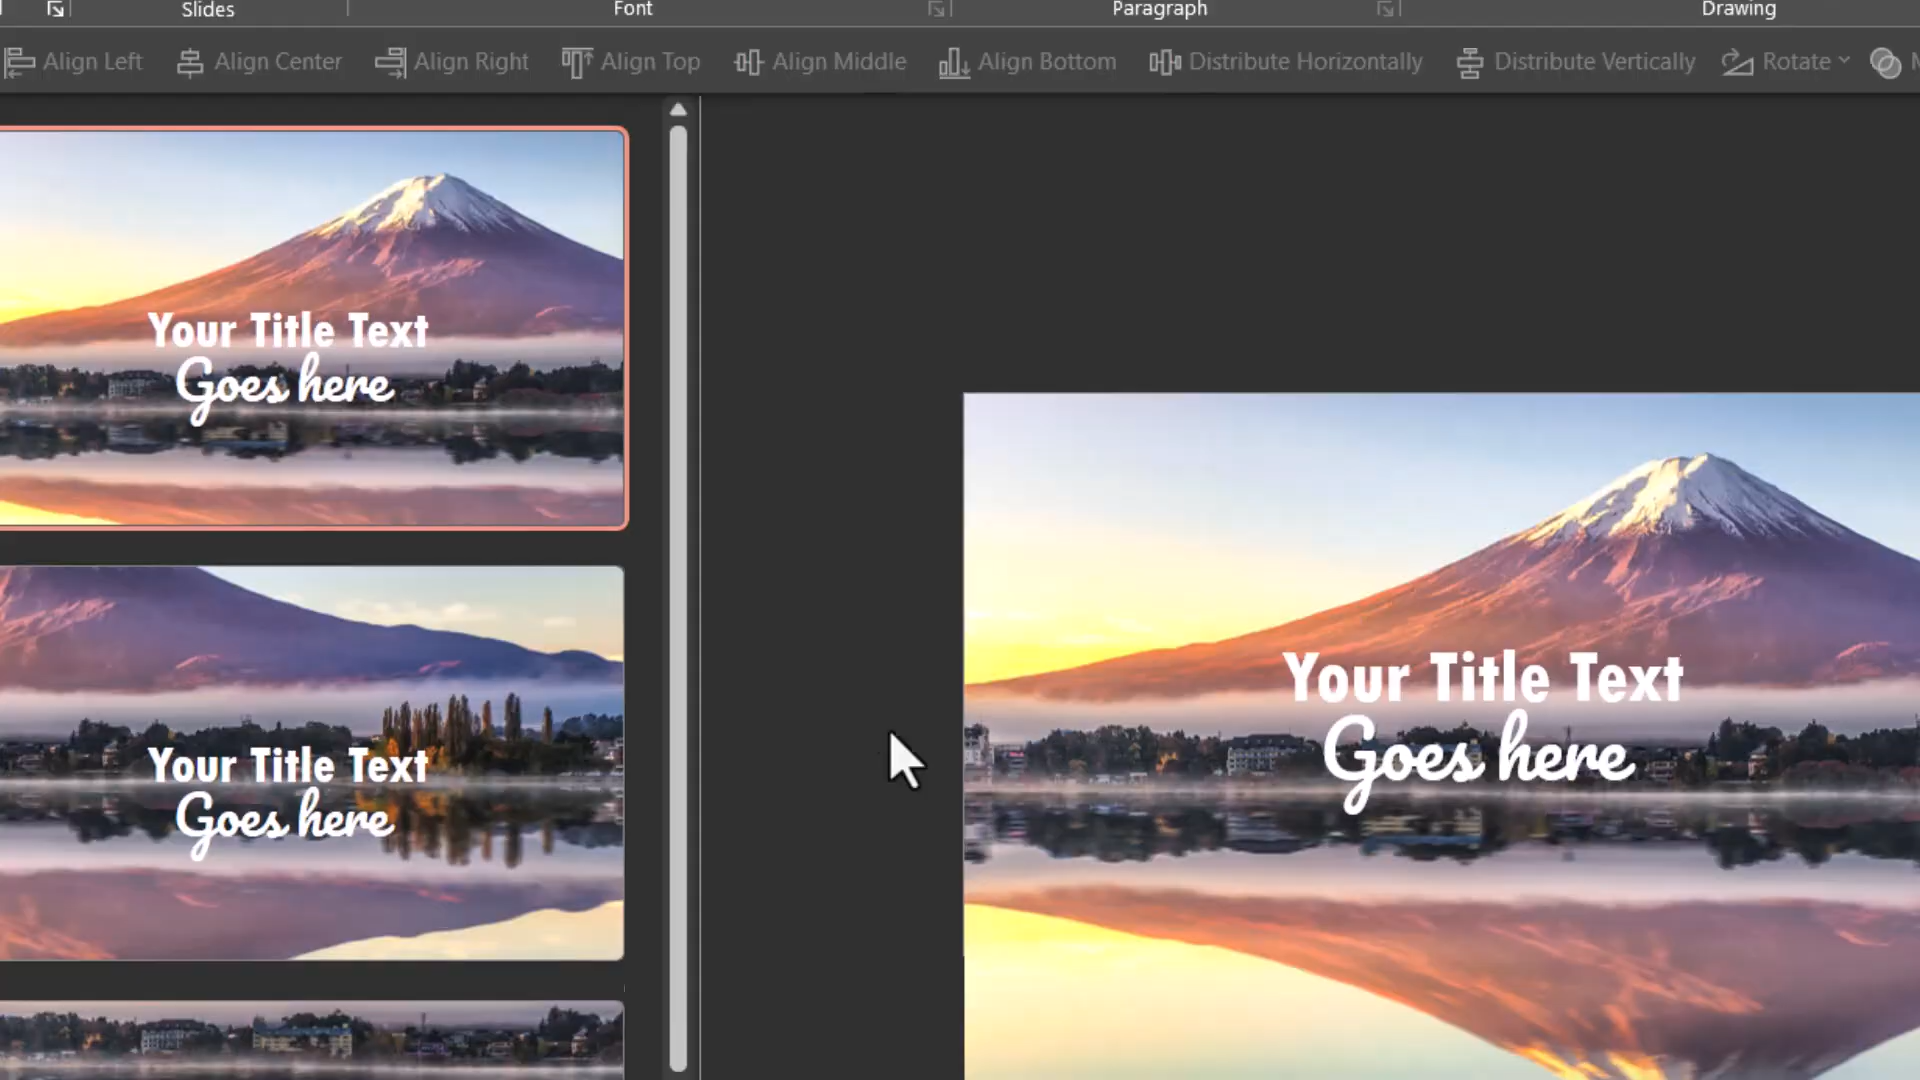 Slides Font Paragraph Drawing
Align Left Align Center Align Right Align Top Align Middle Align Bottom Distribute Horizontally Distribute Vertically Rotate
Your Title Text
Goes here
Your Title Text
Goes here
Your Title Text
Goes here